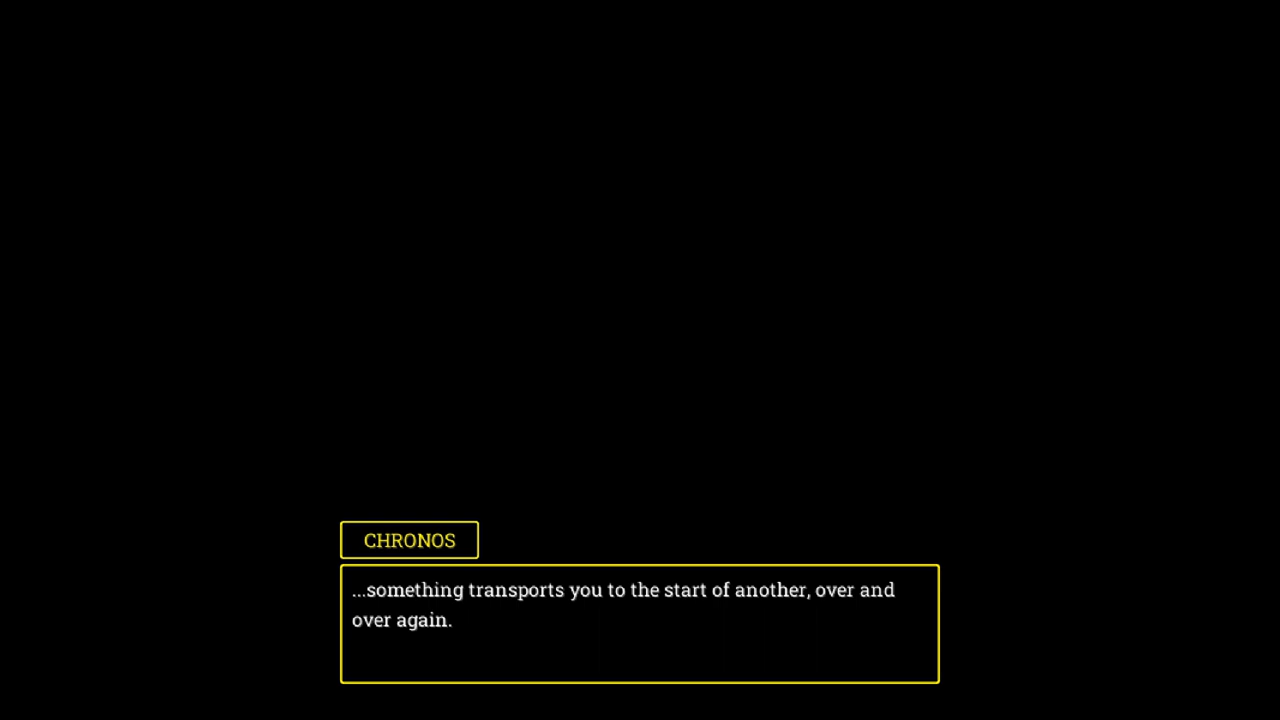 CHRONOS
...something transports you to the start of another, over and
over again.